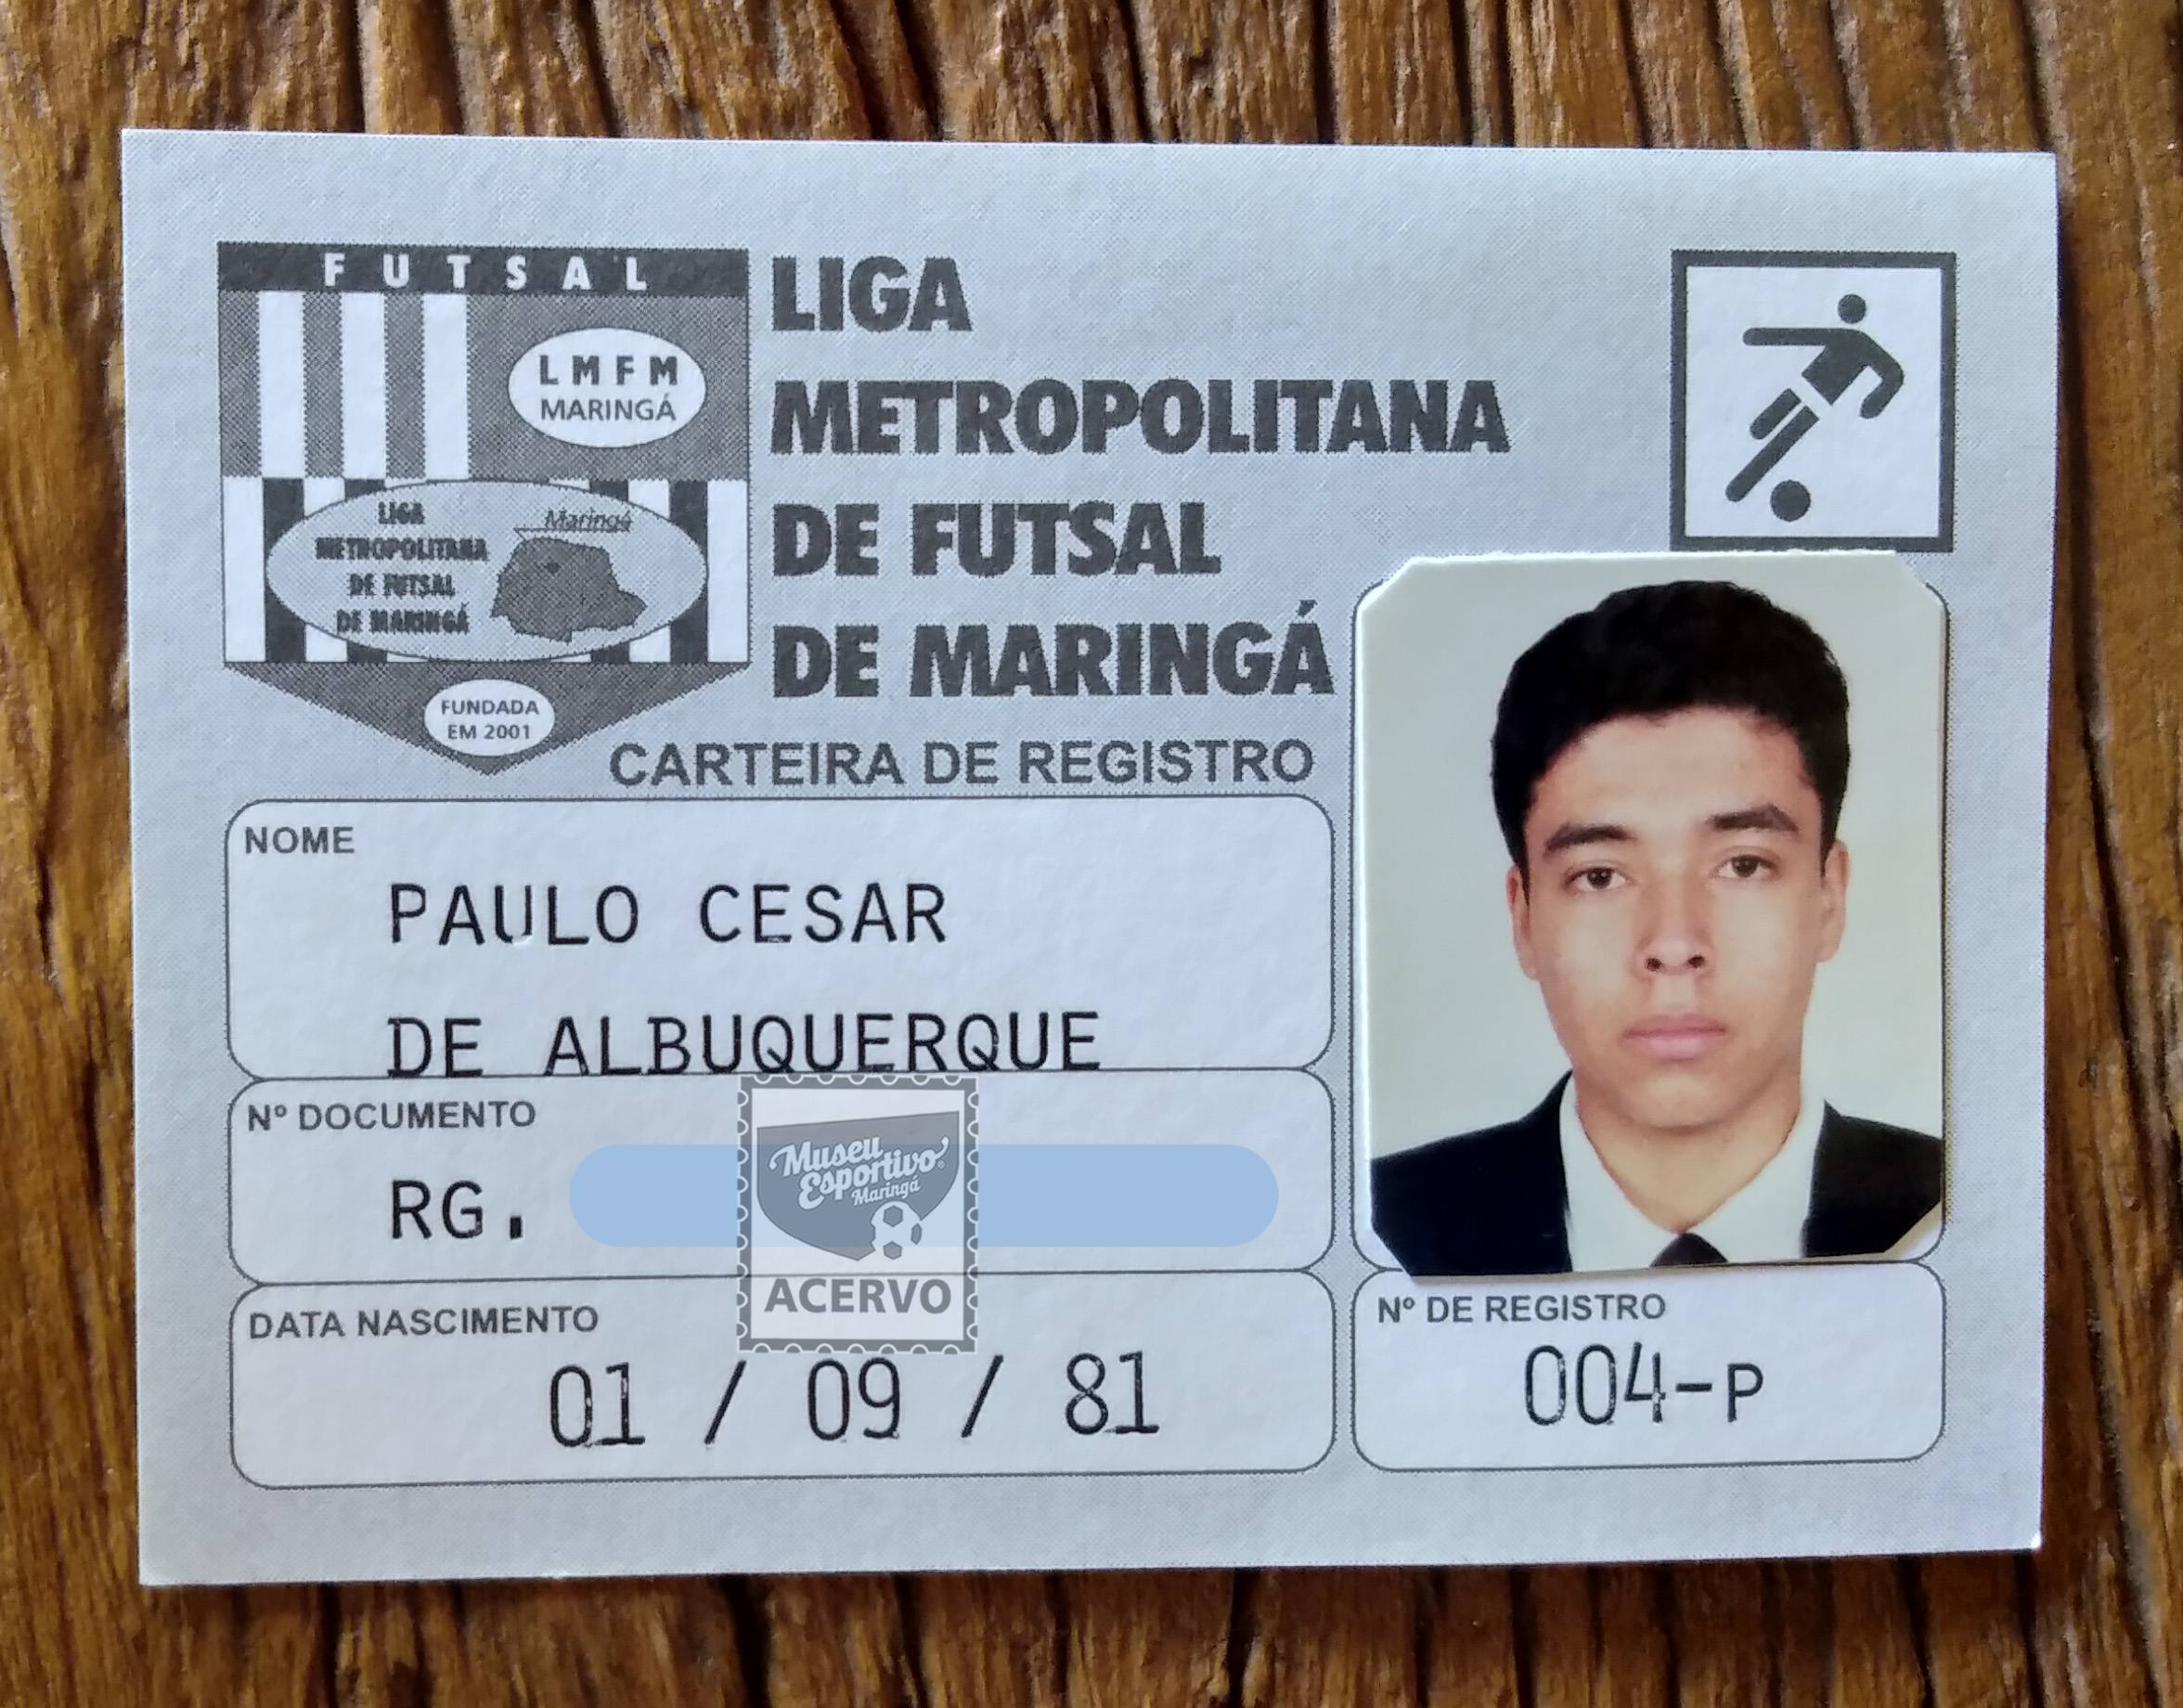 FUTSAL
LMFM
MARINGÁ
LIGA
METROPOLITANA
DE FUTSAL
DE MARINGÁ
Maringá
FUNDADA
EM 2001
LIGA
METROPOLITANA
DE FUTSAL
DE MARINGÁ
CARTEIRA DE REGISTRO
NOME
PAULO CESAR
DE ALBUQUERQUE
Nº DOCUMENTO
RG.
Museu
Esportivo
Maringá
ACERVO
DATA NASCIMENTO
01 / 09 / 81
Nº DE REGISTRO
004-P